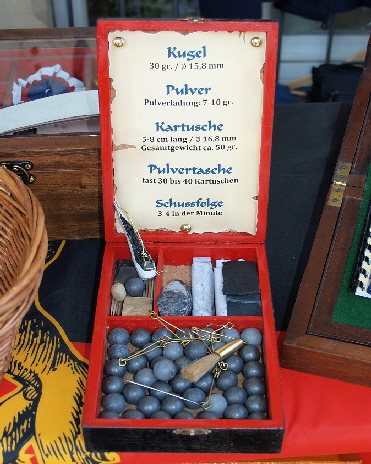 Kugel
30 gr. / ⌀ 15,8 mm
Pulver
Pulverladung: 7-10 gr.
Kartusche
5-8 cm lang / ⌀ 16,8 mm
Gesamtgewicht ca. 50 gr.
Pulvertasche
fast 30 bis 40 Kartuschen
Schussfolge
3-4 in der Minute